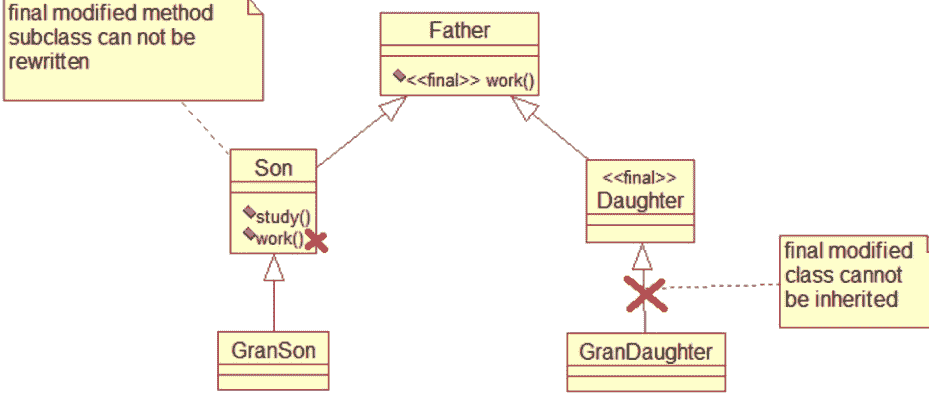 final modified method
subclass can not be
rewritten
Father
<<final>> work()
Son
study()
work()
<<final>>
Daughter
final modified
class cannot
be inherited
GranSon
GranDaughter